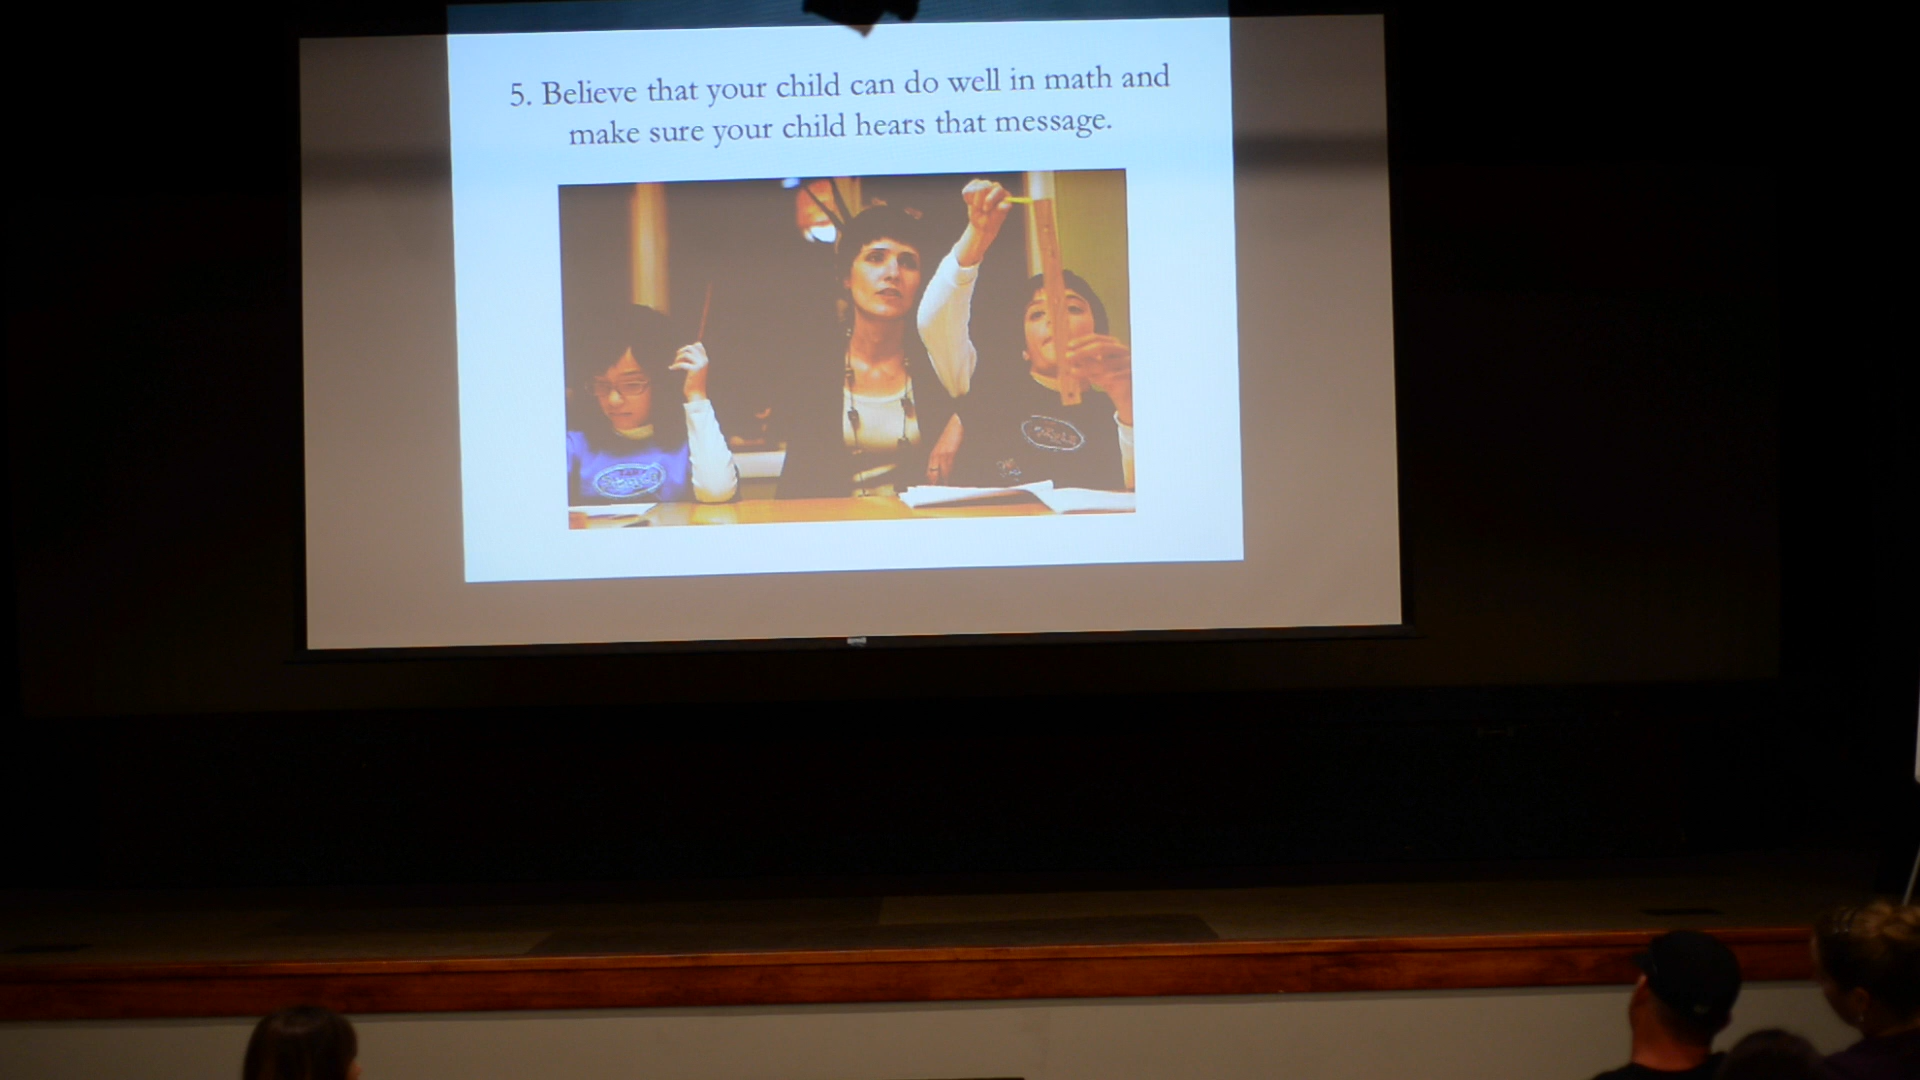 5. Believe that your child can do well in math and
make sure your child hears that message.